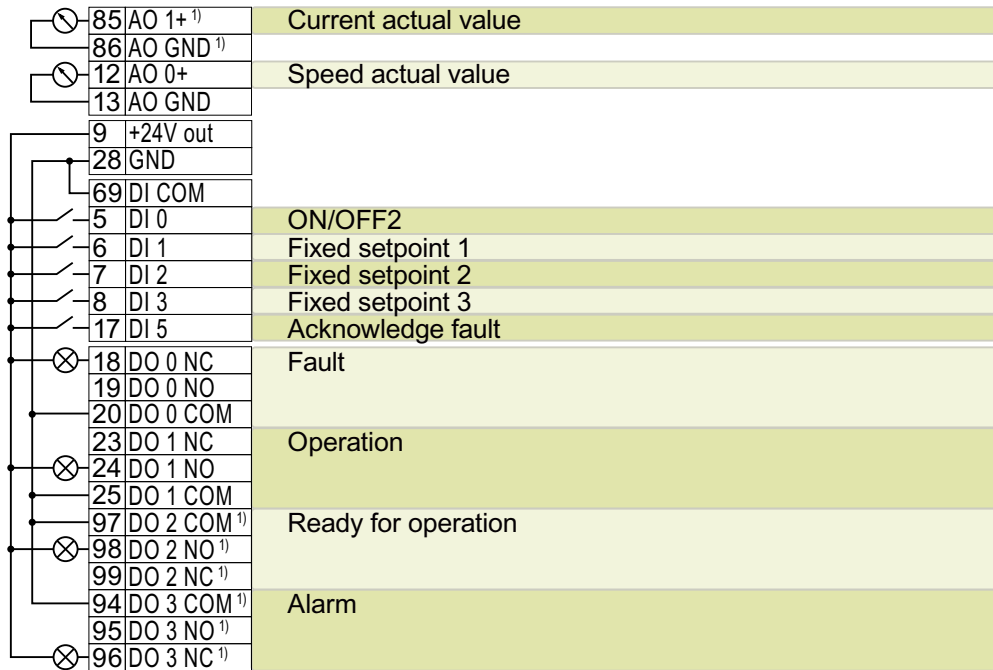 85 AO 1+ 1) Current actual value
86 AO GND 1)
12 AO 0+ Speed actual value
13 AO GND
9 +24V out
28 GND
69 DI COM
5 DI 0 ON/OFF2
6 DI 1 Fixed setpoint 1
7 DI 2 Fixed setpoint 2
8 DI 3 Fixed setpoint 3
17 DI 5 Acknowledge fault
18 DO 0 NC Fault
19 DO 0 NO
20 DO 0 COM
23 DO 1 NC Operation
24 DO 1 NO
25 DO 1 COM
97 DO 2 COM 1) Ready for operation
98 DO 2 NO 1)
99 DO 2 NC 1)
94 DO 3 COM 1) Alarm
95 DO 3 NO 1)
96 DO 3 NC 1)